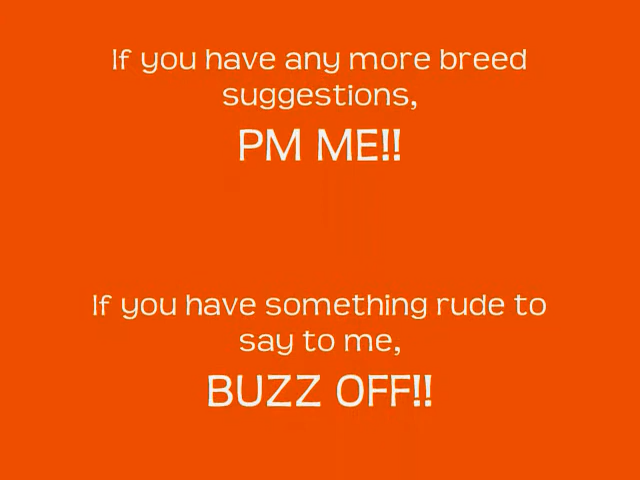 If you have any more breed
suggestions,
PM ME!!
If you have something rude to
say to me,
BUZZ OFF!!